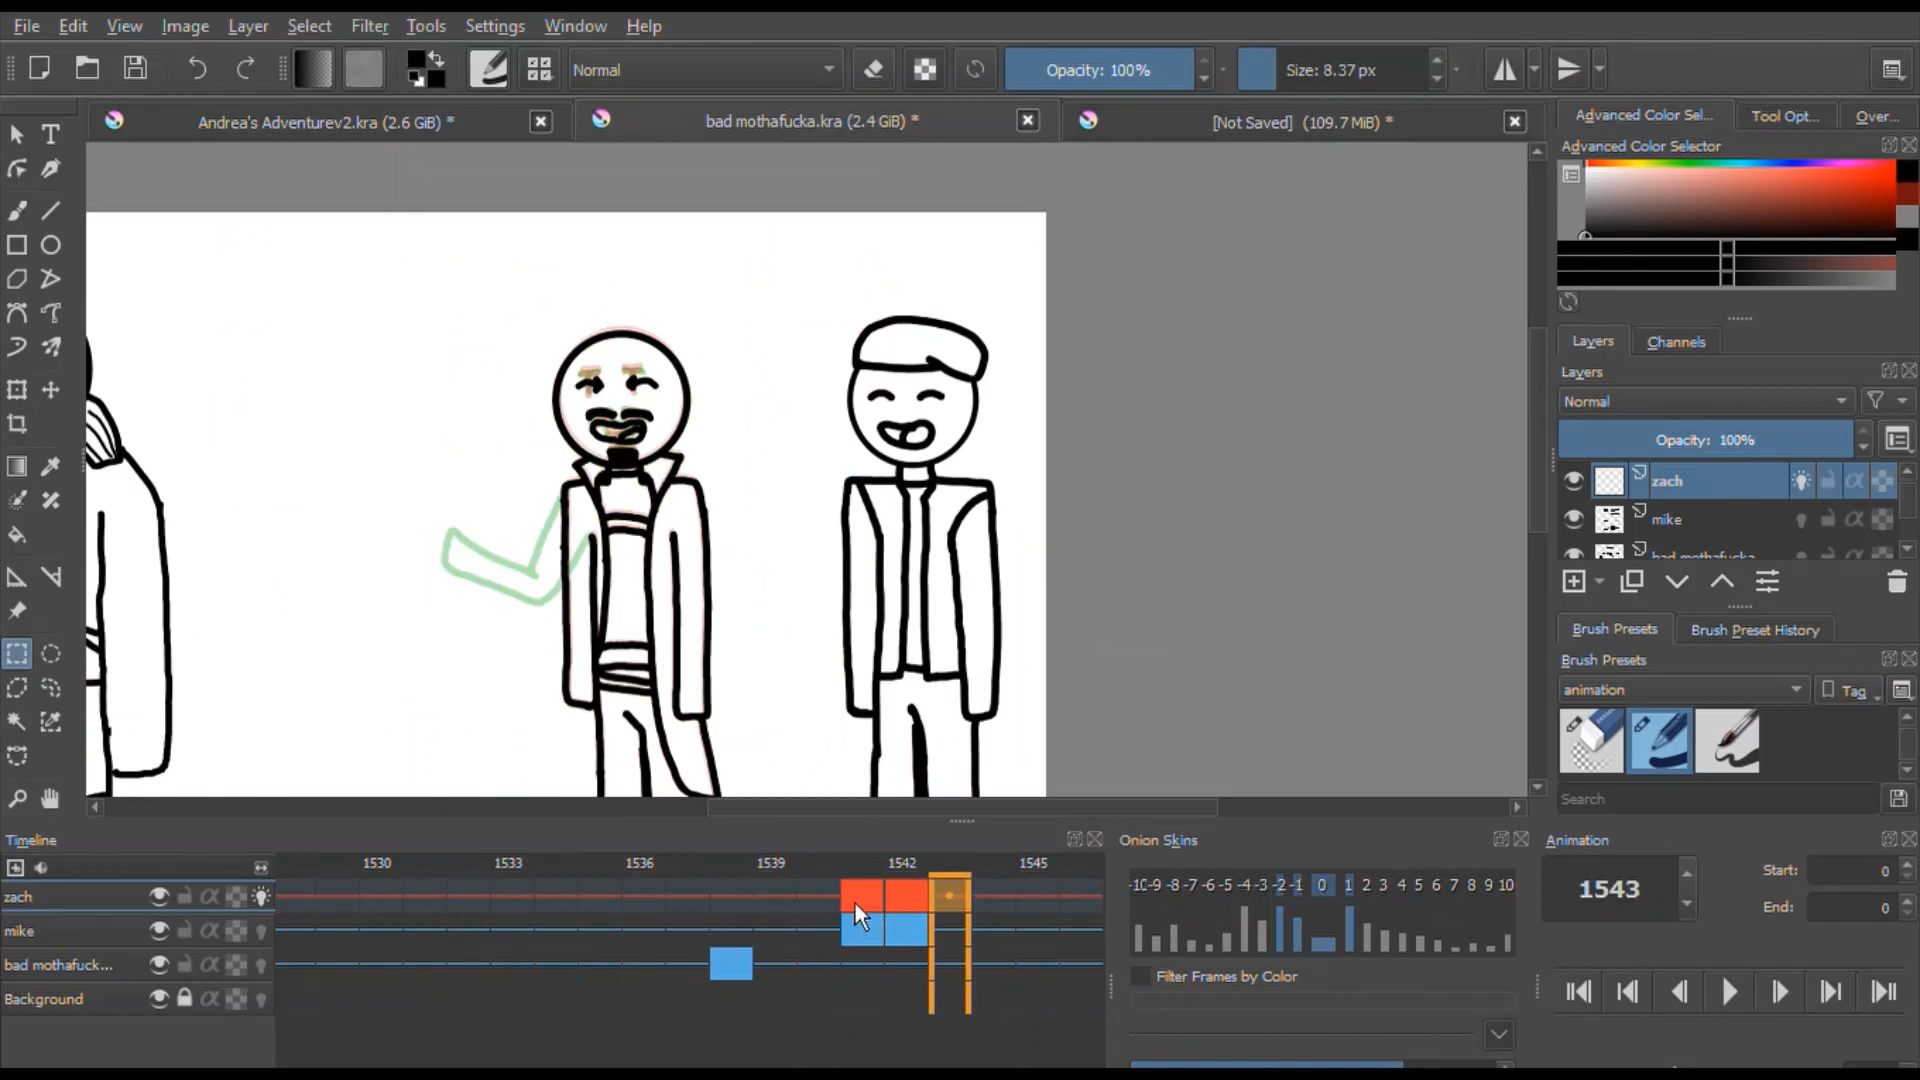 File Edit View Image Layer Select Filter Tools Settings Window Help
Normal Opacity: 100% Size: 8.37 px
Andrea's Adventurev2.kra (2.6 GiB) * bad mothafucka.kra (2.4 GiB) * [Not Saved] (109.7 MiB) *
Advanced Color Sel... Tool Opt... Over...
Advanced Color Selector
Layers Channels
Layers
Normal
Opacity: 100%
zach
mike
bad mothafucka
Brush Presets Brush Preset History
Brush Presets
animation Tag
Search
Timeline
1530 1533 1536 1539 1542 1545
zach
mike
bad mothafuck...
Background
Onion Skins
-10 -9 -8 -7 -6 -5 -4 -3 -2 -1 0 1 2 3 4 5 6 7 8 9 10
Filter Frames by Color
Animation
1543
Start: 0
End: 0